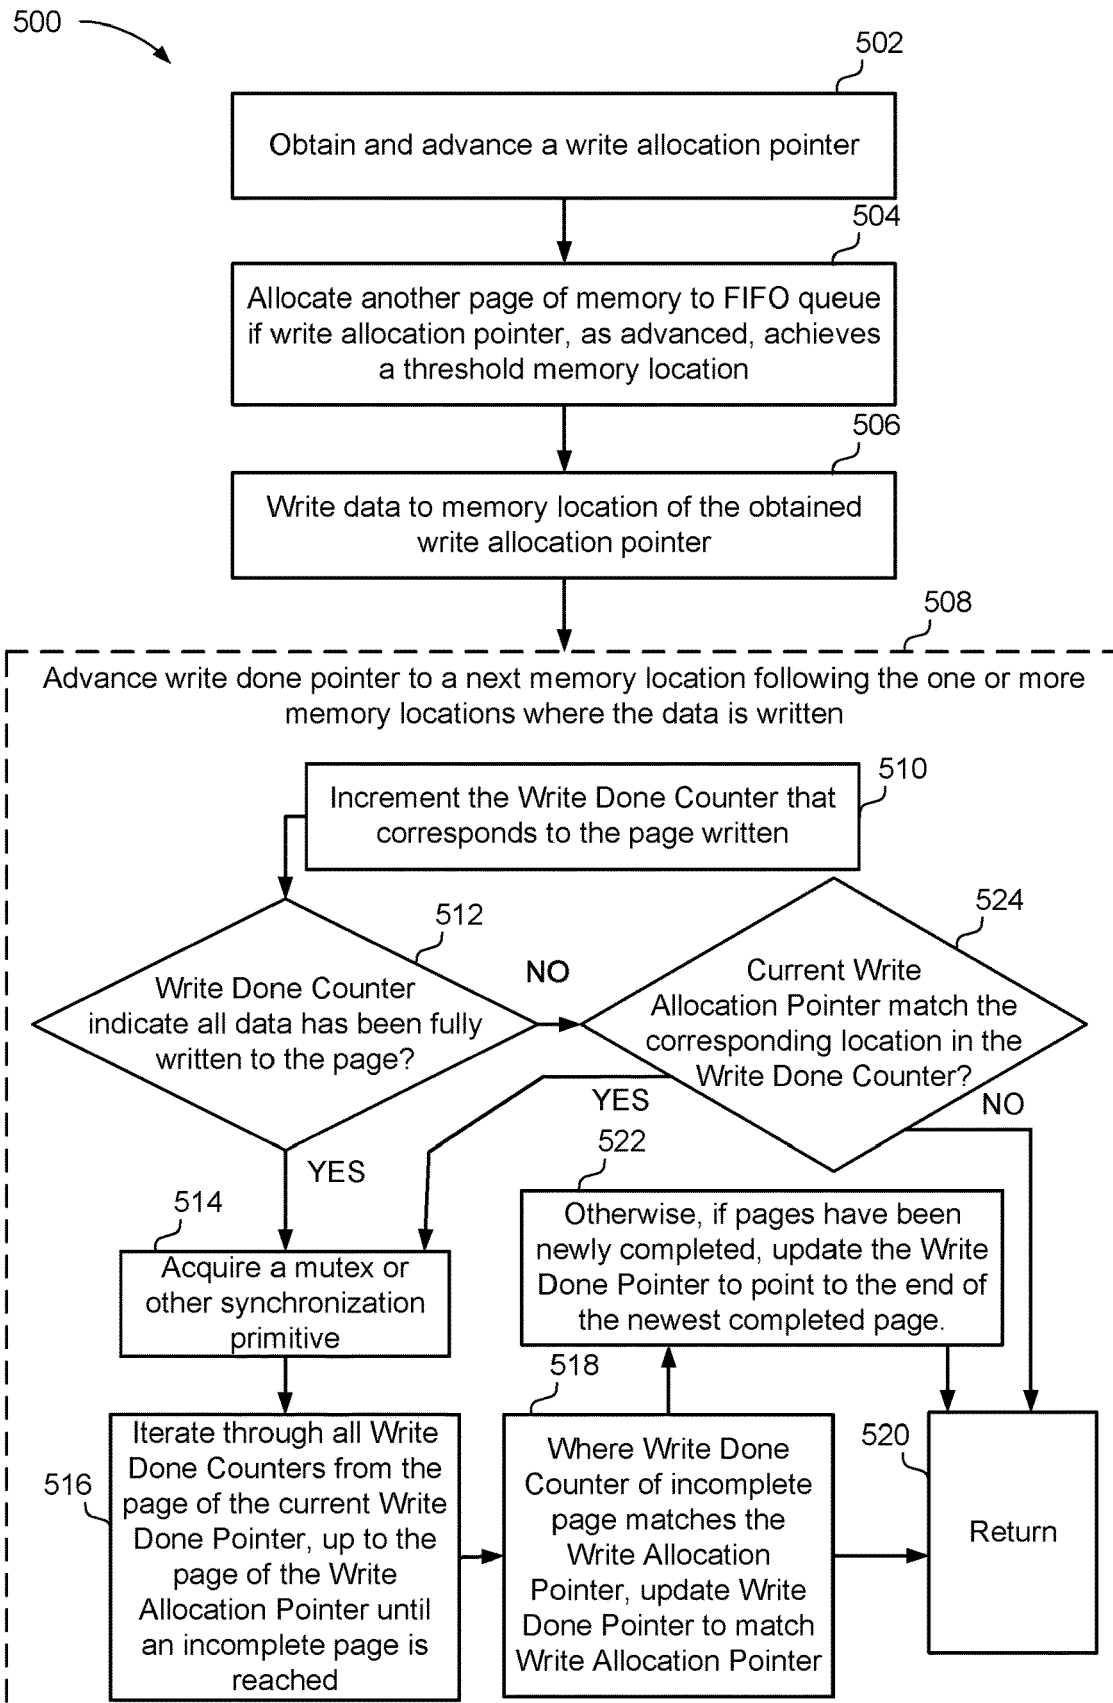 500
502
Obtain and advance a write allocation pointer
504
Allocate another page of memory to FIFO queue
if write allocation pointer, as advanced, achieves
a threshold memory location
506
Write data to memory location of the obtained
write allocation pointer
508
Advance write done pointer to a next memory location following the one or more
memory locations where the data is written
510
Increment the Write Done Counter that
corresponds to the page written
512
Write Done Counter
indicate all data has been fully
written to the page?
NO
524
Current Write
Allocation Pointer match the
corresponding location in the
Write Done Counter?
YES
NO
YES
514
Acquire a mutex or
other synchronization
primitive
522
Otherwise, if pages have been
newly completed, update the Write
Done Pointer to point to the end of
the newest completed page.
516
Iterate through all Write
Done Counters from the
page of the current Write
Done Pointer, up to the
page of the Write
Allocation Pointer until
an incomplete page is
reached
518
Where Write Done
Counter of incomplete
page matches the
Write Allocation
Pointer, update Write
Done Pointer to match
Write Allocation Pointer
520
Return